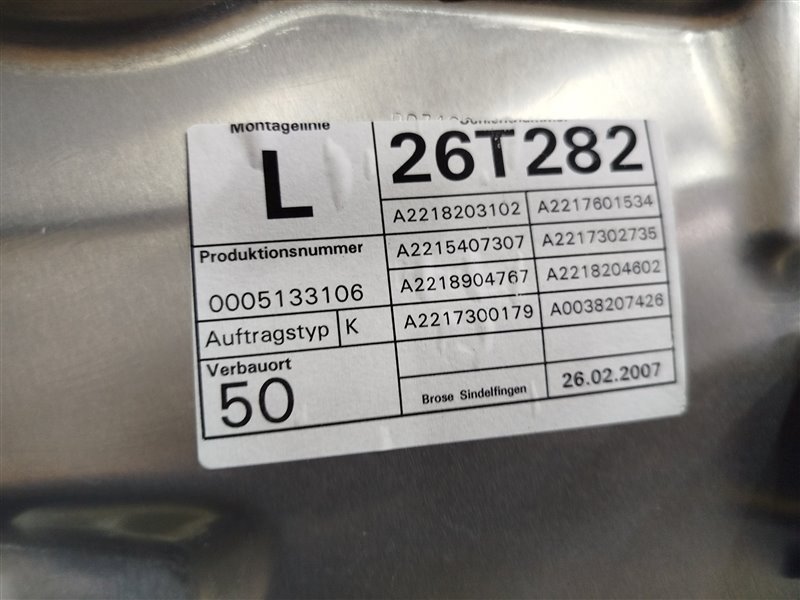 Montagelinie
L
26T282
A2218203102 A2217601534
Produktionsnummer
A2215407307 A2217302735
0005133106
A2218904767 A2218204602
Auftragstyp K
A2217300179 A0038207426
Verbauort
50
Brose Sindelfingen
26.02.2007